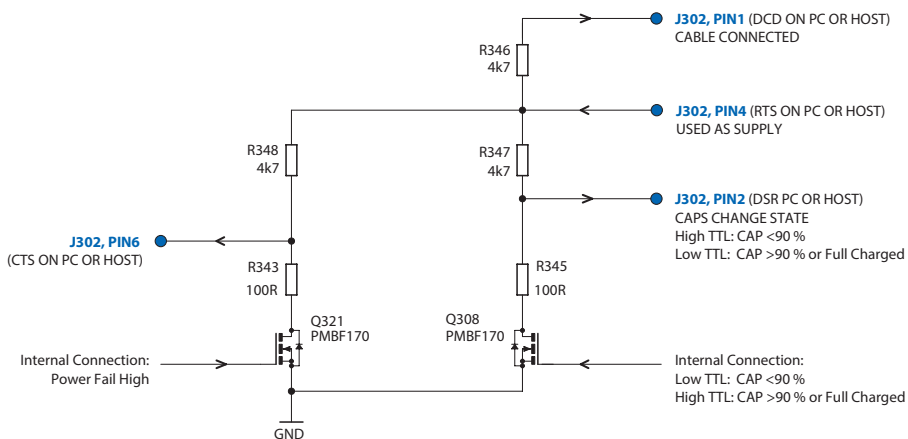 J302, PIN1 (DCD ON PC OR HOST)
CABLE CONNECTED
R346
4k7
J302, PIN4 (RTS ON PC OR HOST)
USED AS SUPPLY
R348
4k7
R347
4k7
J302, PIN2 (DSR PC OR HOST)
CAPS CHANGE STATE
High TTL: CAP <90 %
Low TTL: CAP >90 % or Full Charged
J302, PIN6
(CTS ON PC OR HOST)
R343
100R
R345
100R
Q321
PMBF170
Q308
PMBF170
Internal Connection:
Power Fail High
Internal Connection:
Low TTL: CAP <90 %
High TTL: CAP >90 % or Full Charged
GND